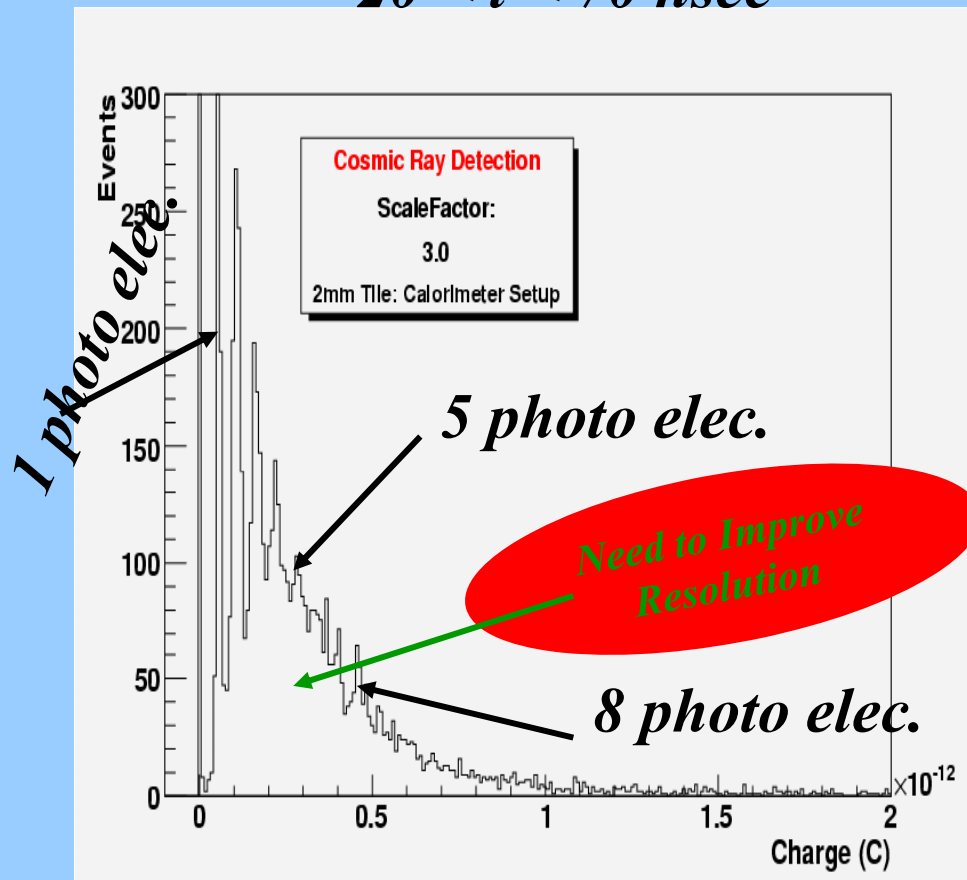 Events
300
250
200
150
100
50
0
Cosmic Ray Detection
ScaleFactor:
3.0
2mm Tile: Calorimeter Setup
1 photo elec.
5 photo elec.
Need to Improve
Resolution
8 photo elec.
0 0.5 1 1.5 2
×10-12
Charge (C)